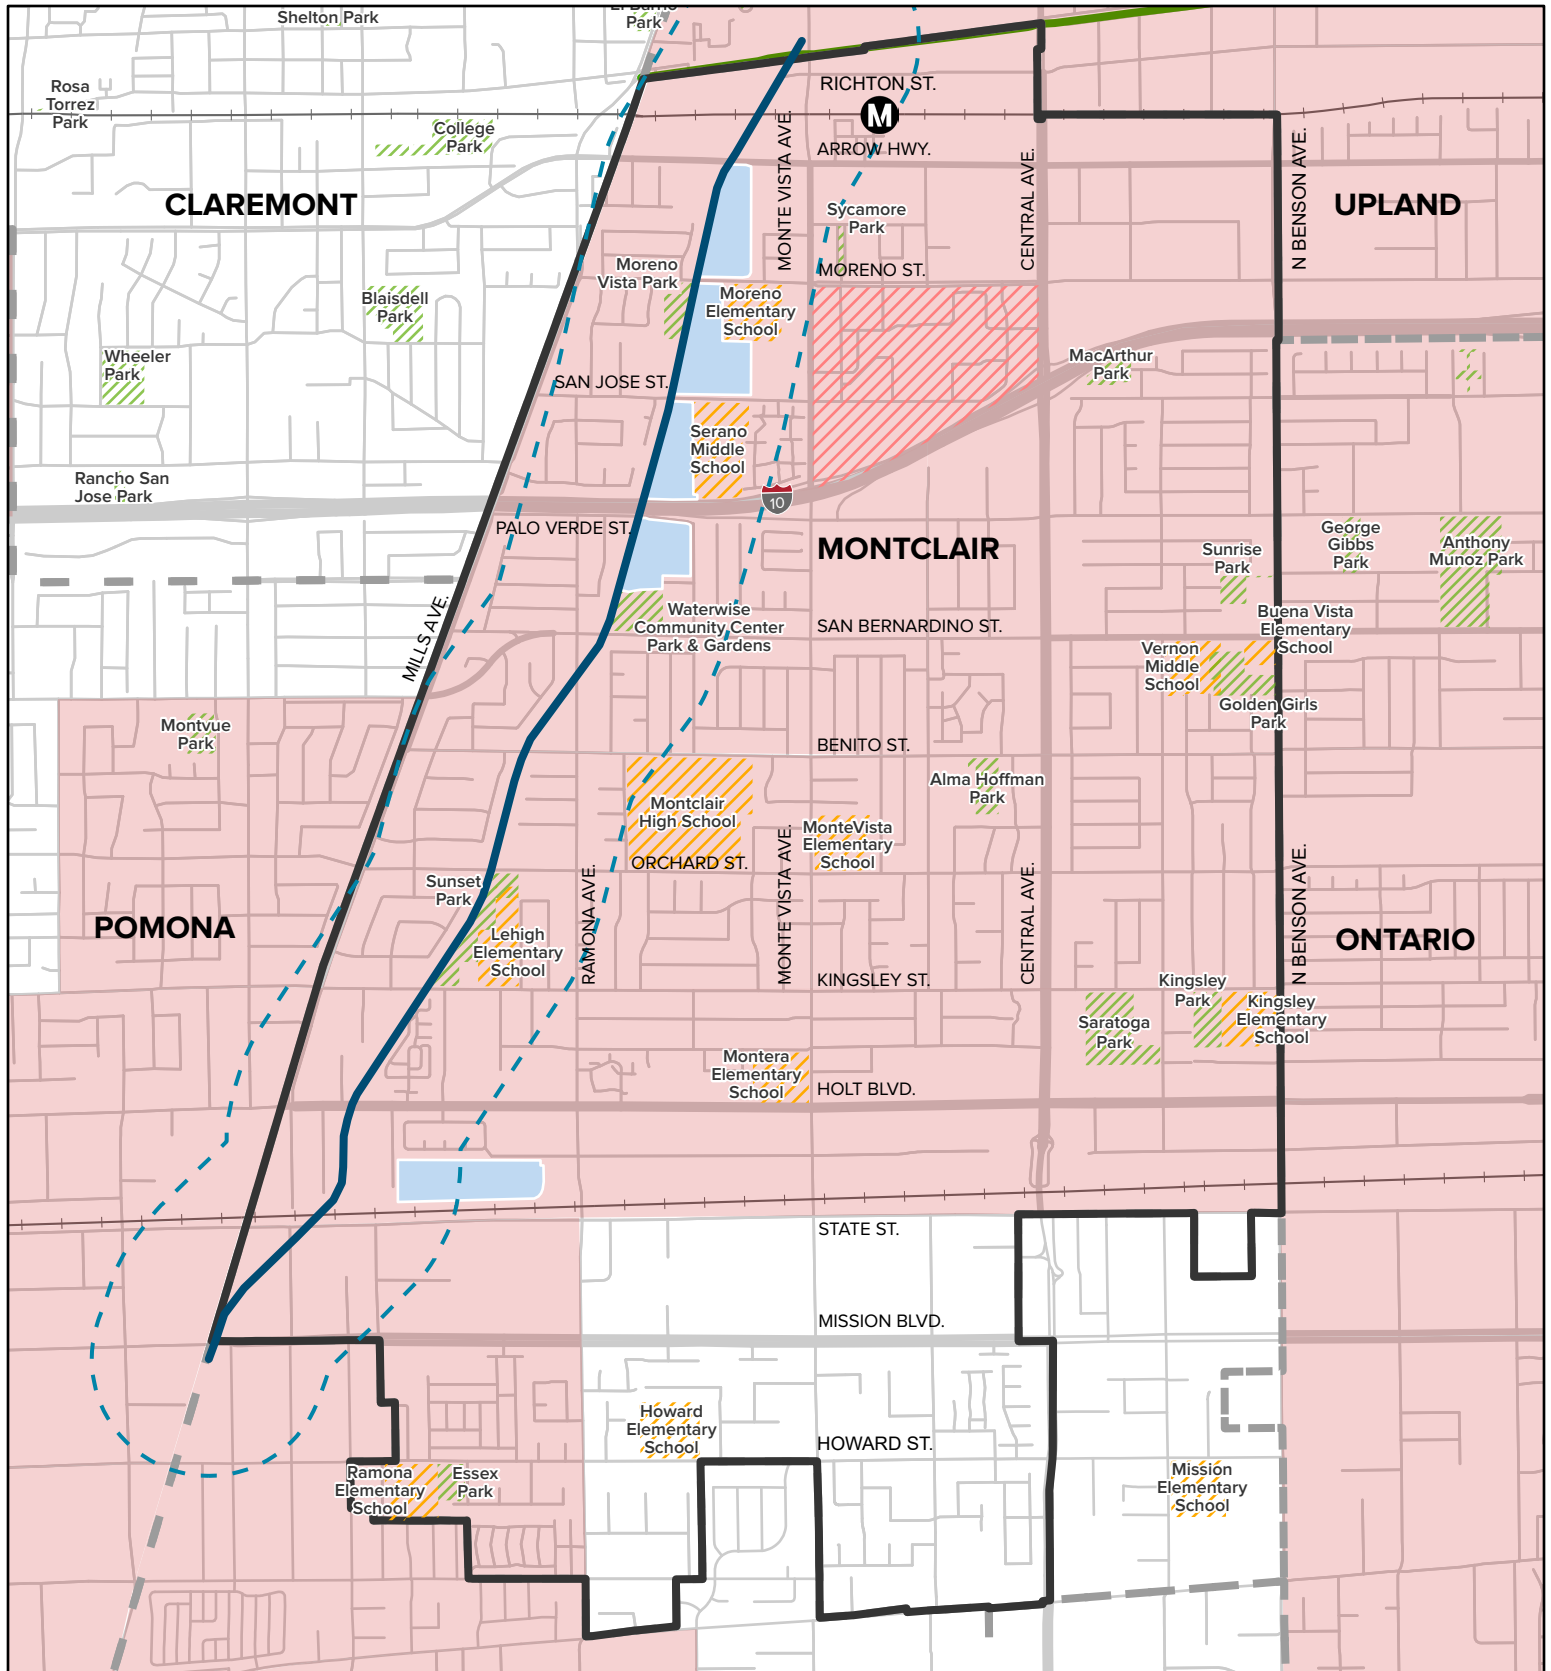 Shelton Park
El Barrio
Park
Rosa
Torrez
Park
College
Park
RICHTON ST.
M
ARROW HWY.
MONTE VISTA AVE.
CENTRAL AVE.
N BENSON AVE.
CLAREMONT
UPLAND
Sycamore
Park
Moreno
Vista Park
MORENO ST.
Blaisdell
Park
Moreno
Elementary
School
Wheeler
Park
MacArthur
Park
SAN JOSE ST.
Serano
Middle
School
Rancho San
Jose Park
10
PALO VERDE ST.
MONTCLAIR
George
Gibbs
Park
Anthony
Munoz Park
Sunrise
Park
MILLS AVE.
Waterwise
Community Center
Park & Gardens
SAN BERNARDINO ST.
Buena Vista
Elementary
School
Vernon
Middle
School
Golden Girls
Park
Montvue
Park
BENITO ST.
Alma Hoffman
Park
Montclair
High School
MonteVista
Elementary
School
ORCHARD ST.
Sunset
Park
RAMONA AVE.
MONTE VISTA AVE.
CENTRAL AVE.
N BENSON AVE.
POMONA
ONTARIO
Lehigh
Elementary
School
KINGSLEY ST.
Kingsley
Park
Kingsley
Elementary
School
Saratoga
Park
Montera
Elementary
School
HOLT BLVD.
STATE ST.
MISSION BLVD.
Howard
Elementary
School
HOWARD ST.
Ramona
Elementary
School
Essex
Park
Mission
Elementary
School